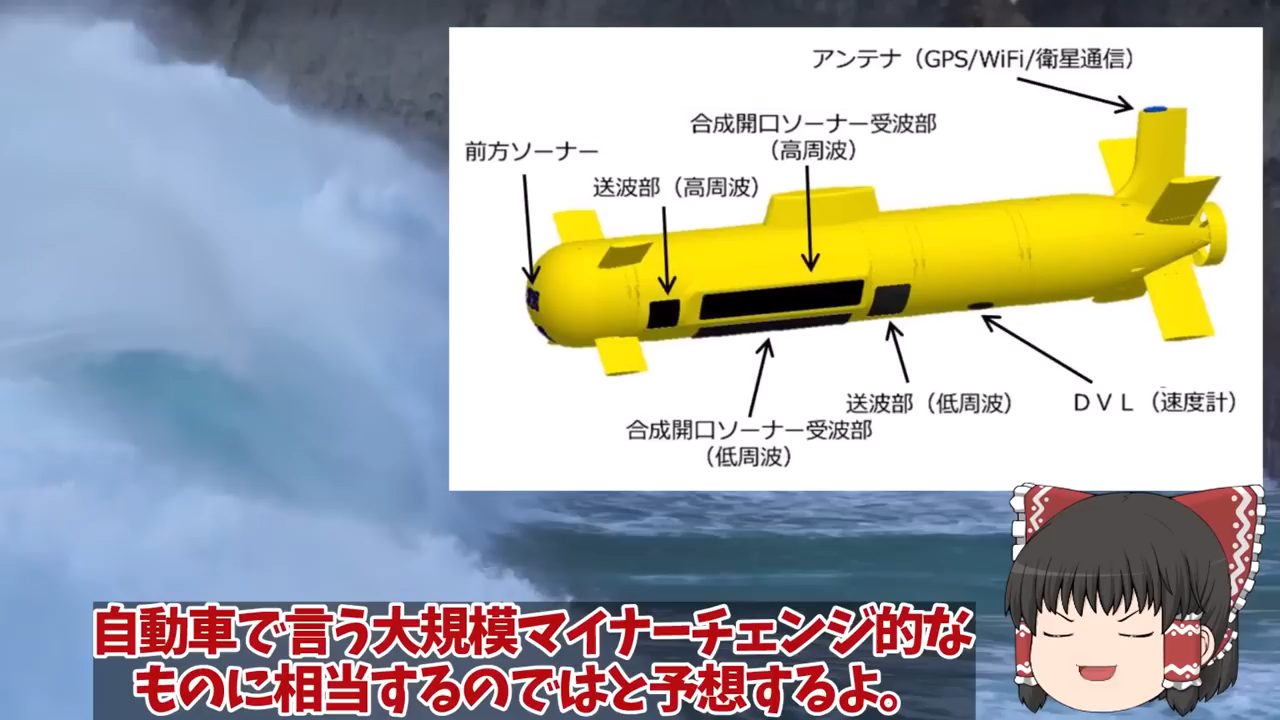 アンテナ（GPS/WiFi/衛星通信）
合成開口ソーナー受波部
（高周波）
前方ソーナー
送波部（高周波）
送波部（低周波）
ＤＶＬ（速度計）
合成開口ソーナー受波部
（低周波）
自動車で言う大規模マイナーチェンジ的な
ものに相当するのではと予想するよ。